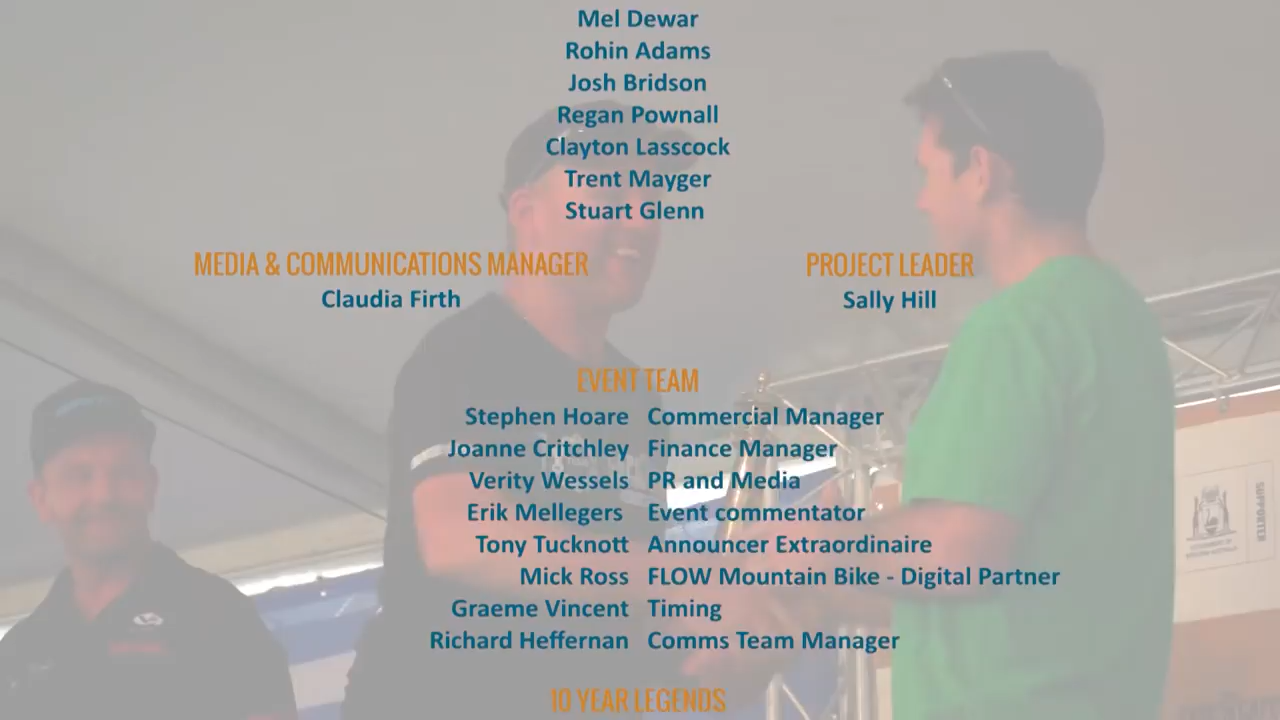 Mel Dewar
Rohin Adams
Josh Bridson
Regan Pownall
Clayton Lasscock
Trent Mayger
Stuart Glenn
MEDIA & COMMUNICATIONS MANAGER
Claudia Firth
PROJECT LEADER
Sally Hill
EVENT TEAM
Stephen Hoare Commercial Manager
Joanne Critchley Finance Manager
Verity Wessels PR and Media
Erik Mellegers Event commentator
Tony Tucknott Announcer Extraordinaire
Mick Ross FLOW Mountain Bike - Digital Partner
Graeme Vincent Timing
Richard Heffernan Comms Team Manager
10 YEAR LEGENDS
SUPPORTER